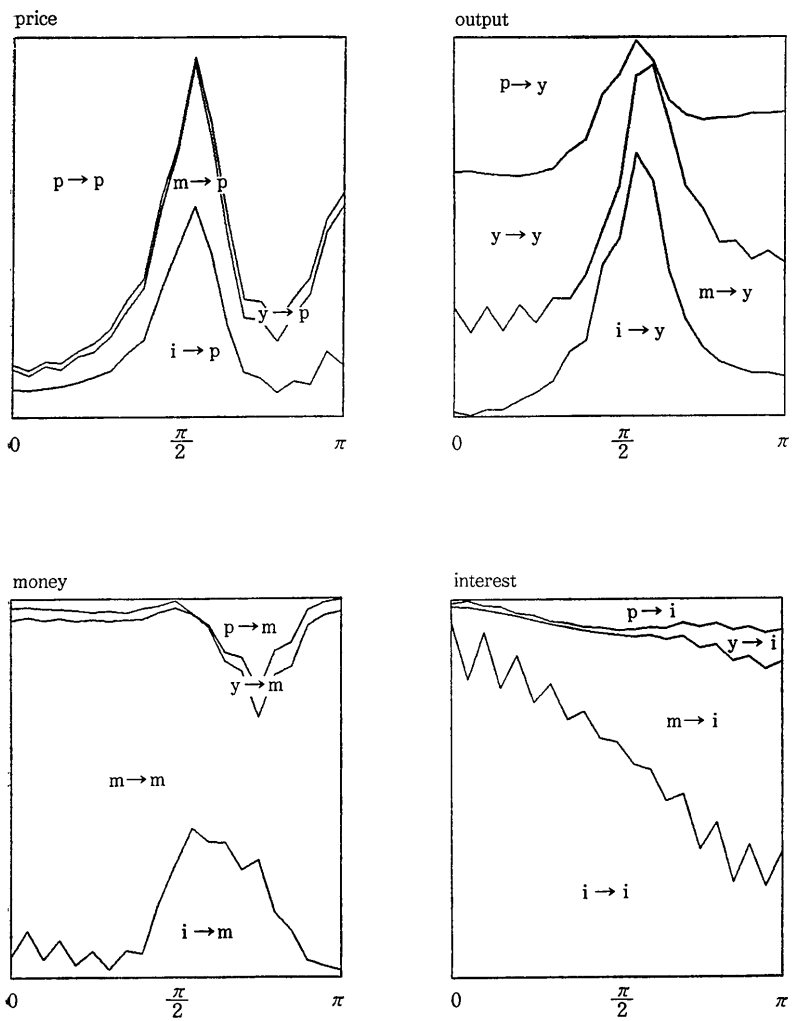 price
p→p
m→p
y→p
i→p
0 π/2 π
output
p→y
y→y
m→y
i→y
0 π/2 π
money
p→m
y→m
m→m
i→m
0 π/2 π
interest
p→i
y→i
m→i
i→i
0 π/2 π